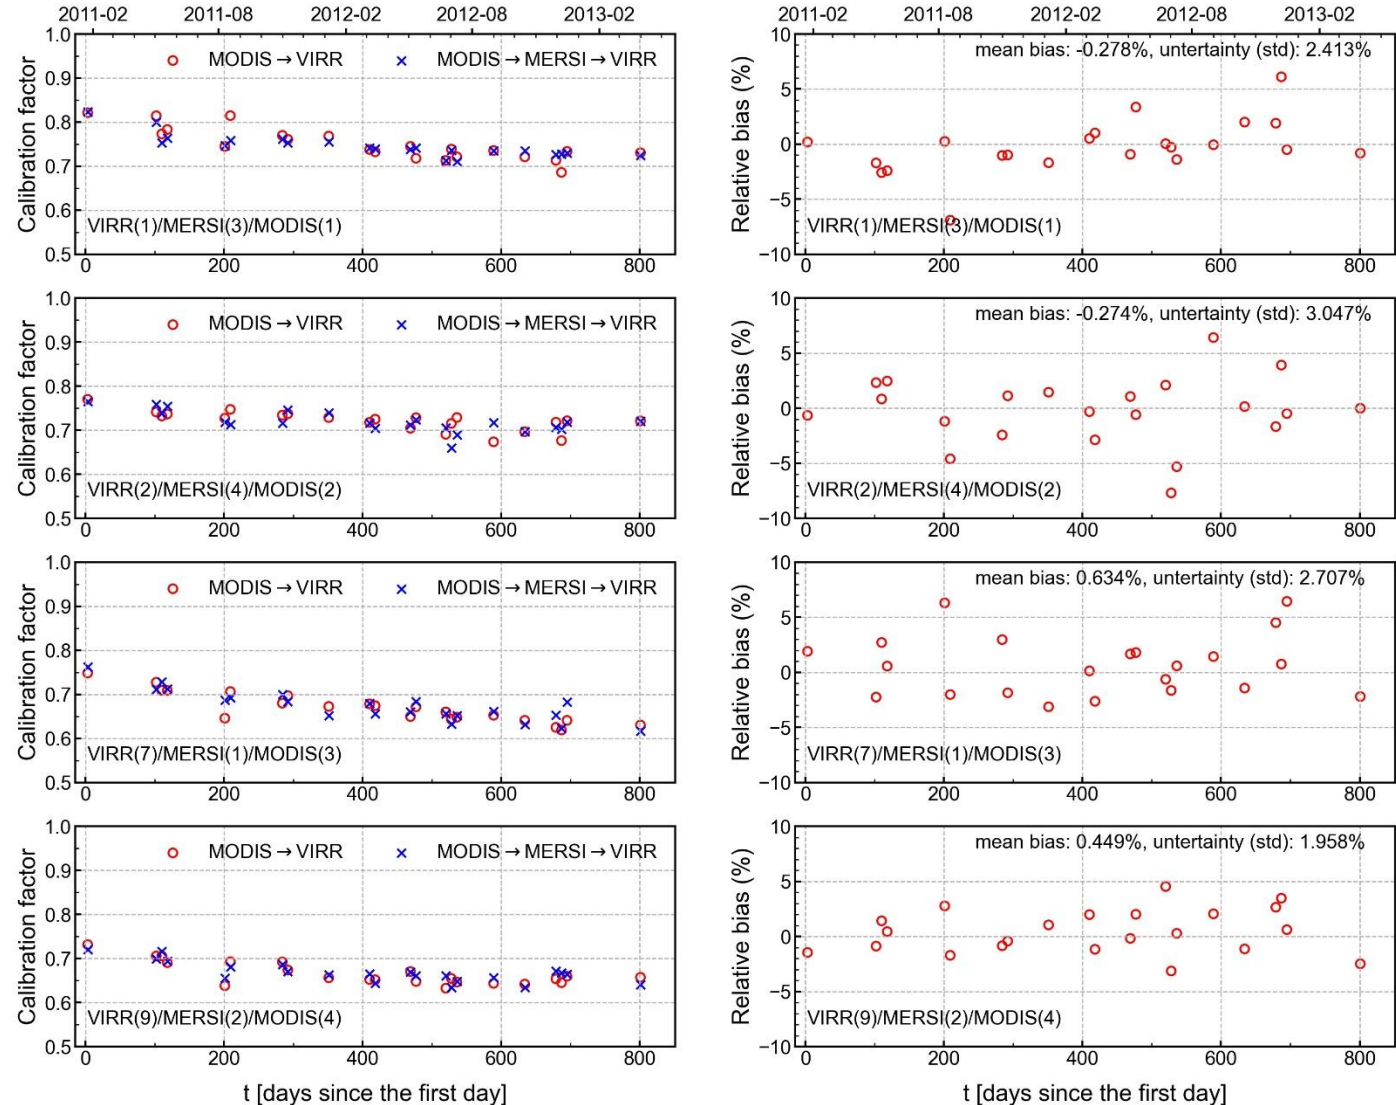 2011-02 2011-08 2012-02 2012-08 2013-02
1.0
0.9
0.8
0.7
0.6
0.5
Calibration factor
MODIS→VIRR MODIS→MERSI→VIRR
VIRR(1)/MERSI(3)/MODIS(1)
0 200 400 600 800
2011-02 2011-08 2012-02 2012-08 2013-02
10
5
0
−5
−10
Relative bias (%)
mean bias: -0.278%, untertainty (std): 2.413%
VIRR(1)/MERSI(3)/MODIS(1)
0 200 400 600 800
1.0
0.9
0.8
0.7
0.6
0.5
Calibration factor
MODIS→VIRR MODIS→MERSI→VIRR
VIRR(2)/MERSI(4)/MODIS(2)
0 200 400 600 800
10
5
0
−5
−10
Relative bias (%)
mean bias: -0.274%, untertainty (std): 3.047%
VIRR(2)/MERSI(4)/MODIS(2)
0 200 400 600 800
1.0
0.9
0.8
0.7
0.6
0.5
Calibration factor
MODIS→VIRR MODIS→MERSI→VIRR
VIRR(7)/MERSI(1)/MODIS(3)
0 200 400 600 800
10
5
0
−5
−10
Relative bias (%)
mean bias: 0.634%, untertainty (std): 2.707%
VIRR(7)/MERSI(1)/MODIS(3)
0 200 400 600 800
1.0
0.9
0.8
0.7
0.6
0.5
Calibration factor
MODIS→VIRR MODIS→MERSI→VIRR
VIRR(9)/MERSI(2)/MODIS(4)
0 200 400 600 800
t [days since the first day]
10
5
0
−5
−10
Relative bias (%)
mean bias: 0.449%, untertainty (std): 1.958%
VIRR(9)/MERSI(2)/MODIS(4)
0 200 400 600 800
t [days since the first day]